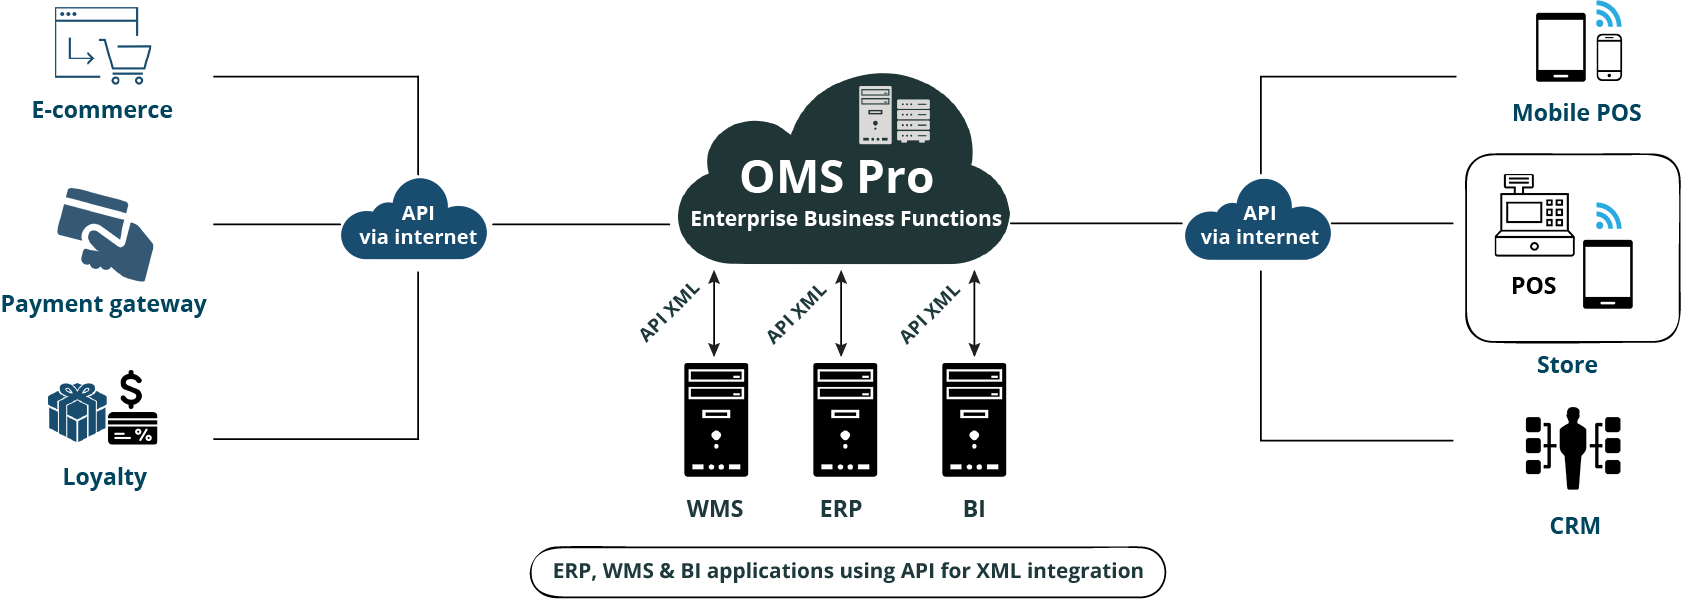 E-commerce
Payment gateway
Loyalty
API
via internet
OMS Pro
Enterprise Business Functions
API XML
API XML
API XML
WMS
ERP
BI
API
via internet
Mobile POS
POS
Store
CRM
ERP, WMS & BI applications using API for XML integration